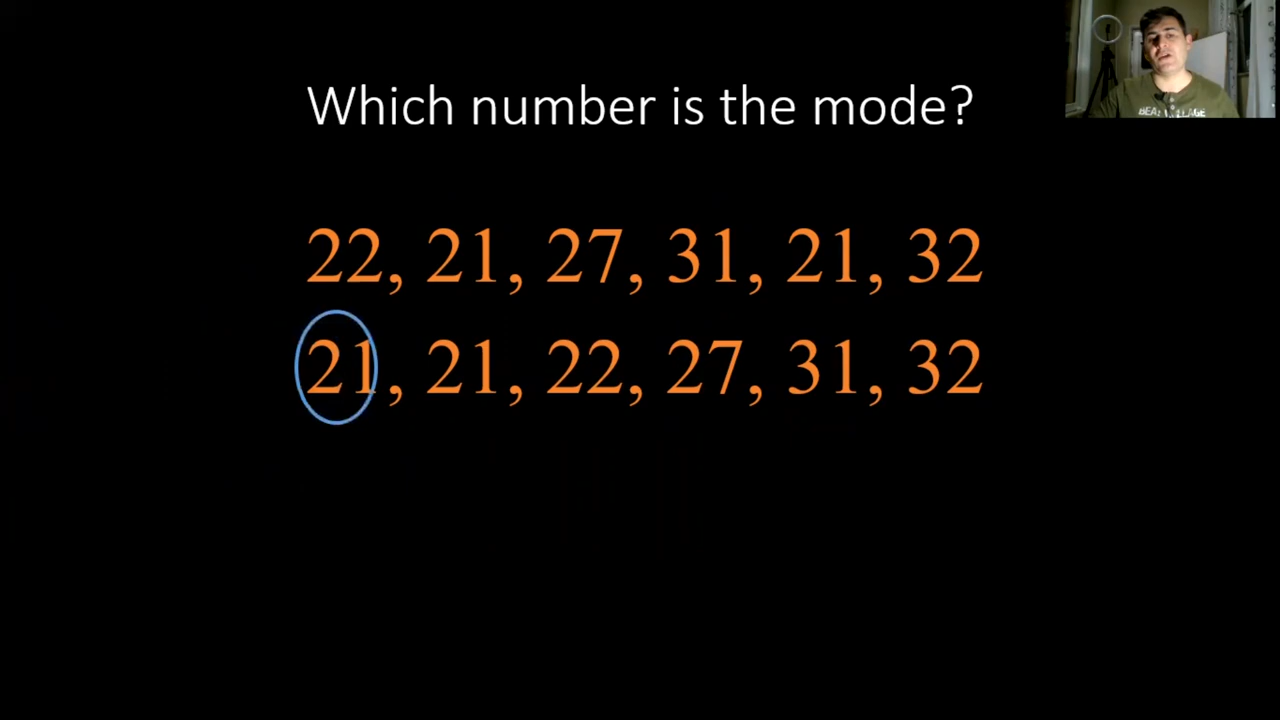 Which number is the mode?
22, 21, 27, 31, 21, 32
21, 21, 22, 27, 31, 32